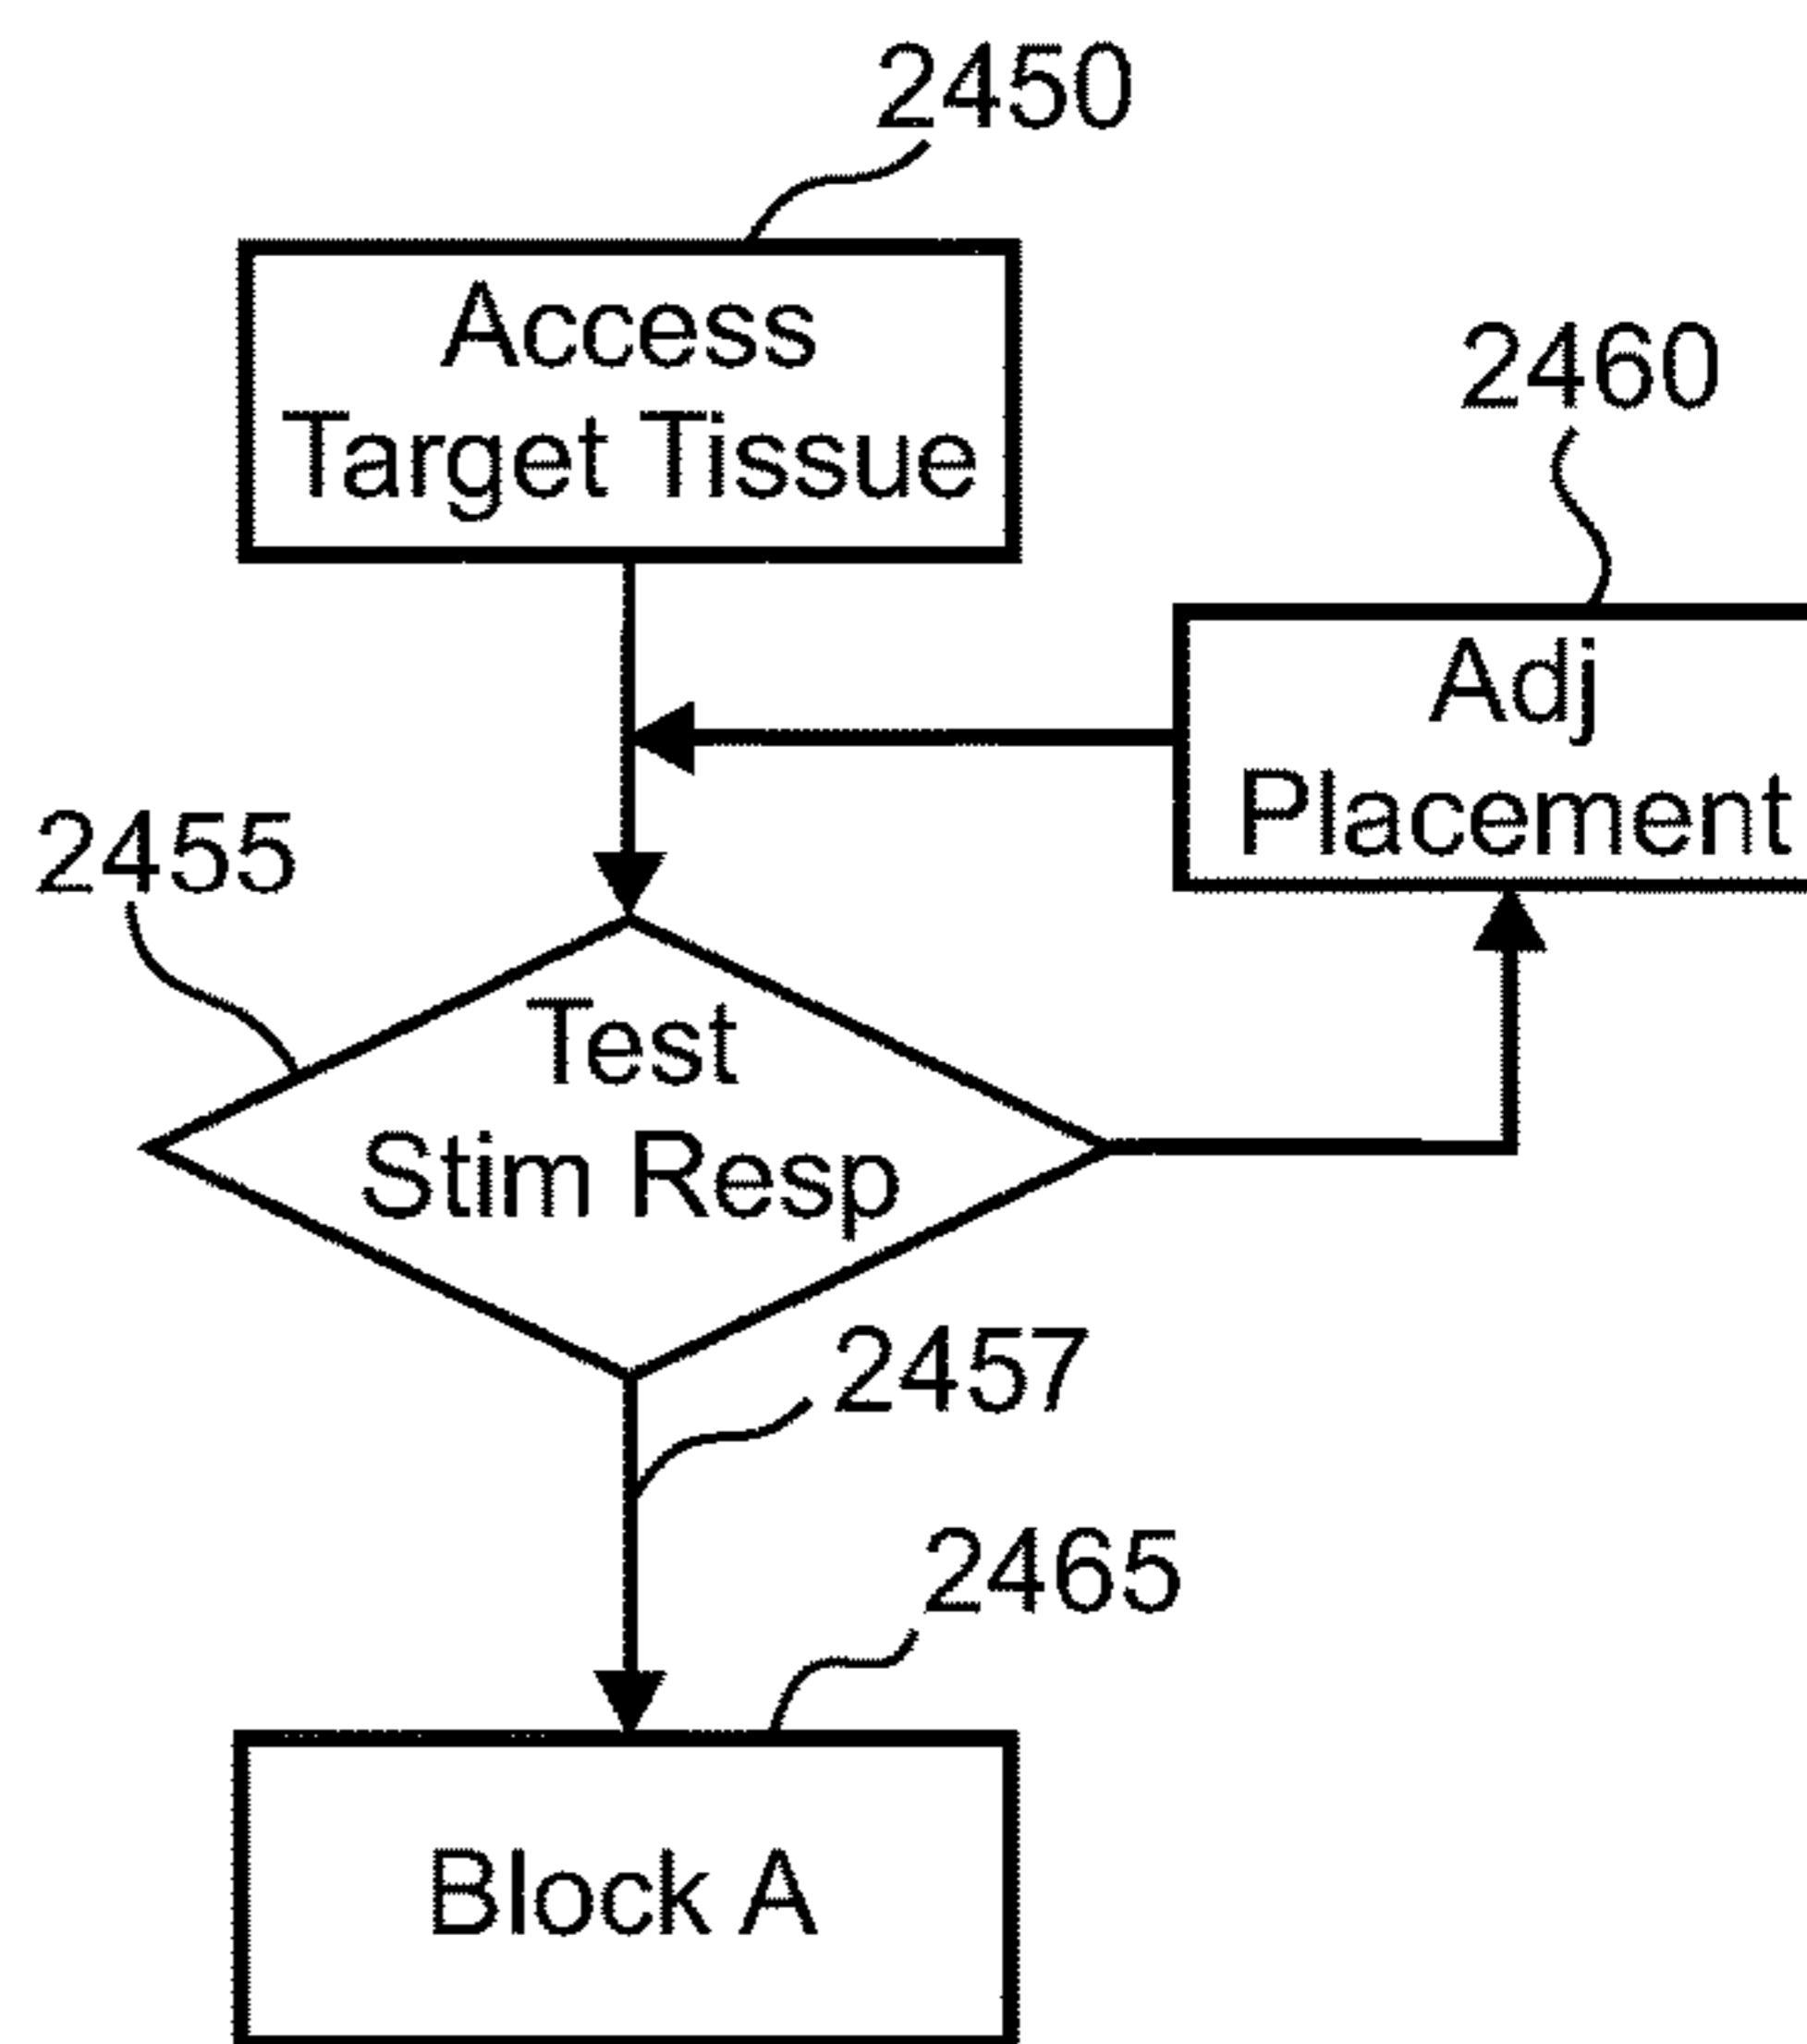 2450
Access
Target Tissue
2460
Adj
Placement
2455
Test
Stim Resp
2457
2465
Block A